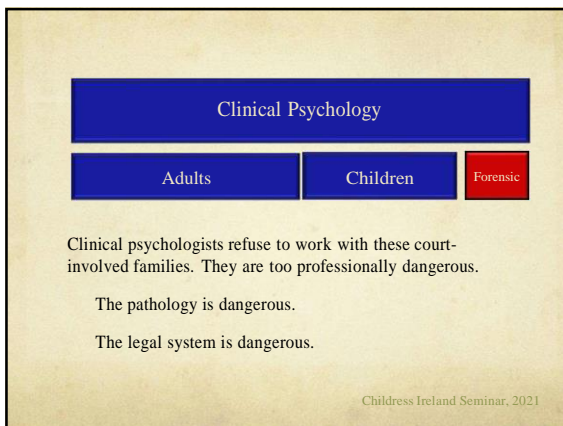 Clinical Psychology
Adults Children Forensic
Clinical psychologists refuse to work with these court-
involved families. They are too professionally dangerous.
The pathology is dangerous.
The legal system is dangerous.
Childress Ireland Seminar, 2021